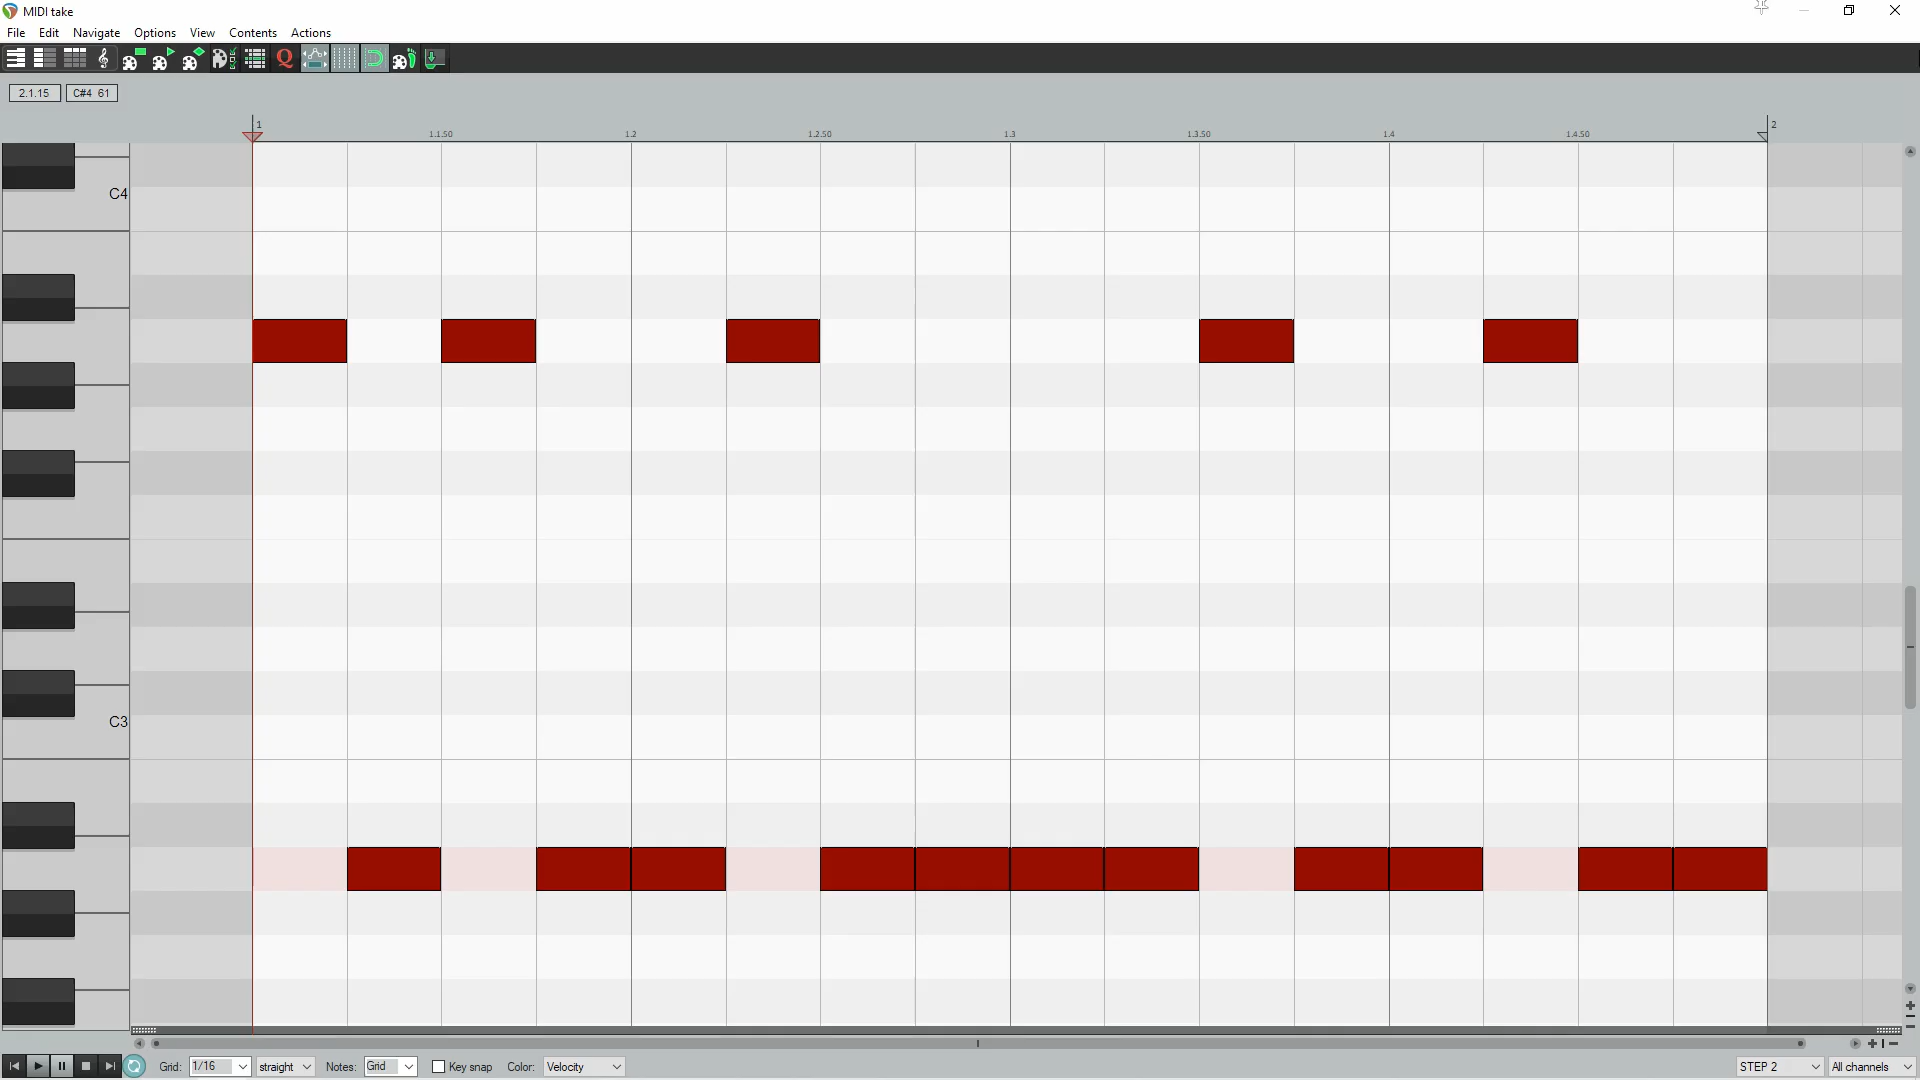 MIDI take
File Edit Navigate Options View Contents Actions
Q
2.1.15 C#4 61
1 1.1.50 1.2 1.2.50 1.3 1.3.50 1.4 1.4.50 2
C4
C3
Grid: 1/16 straight Notes: Grid Key snap Color: Velocity STEP 2 All channels